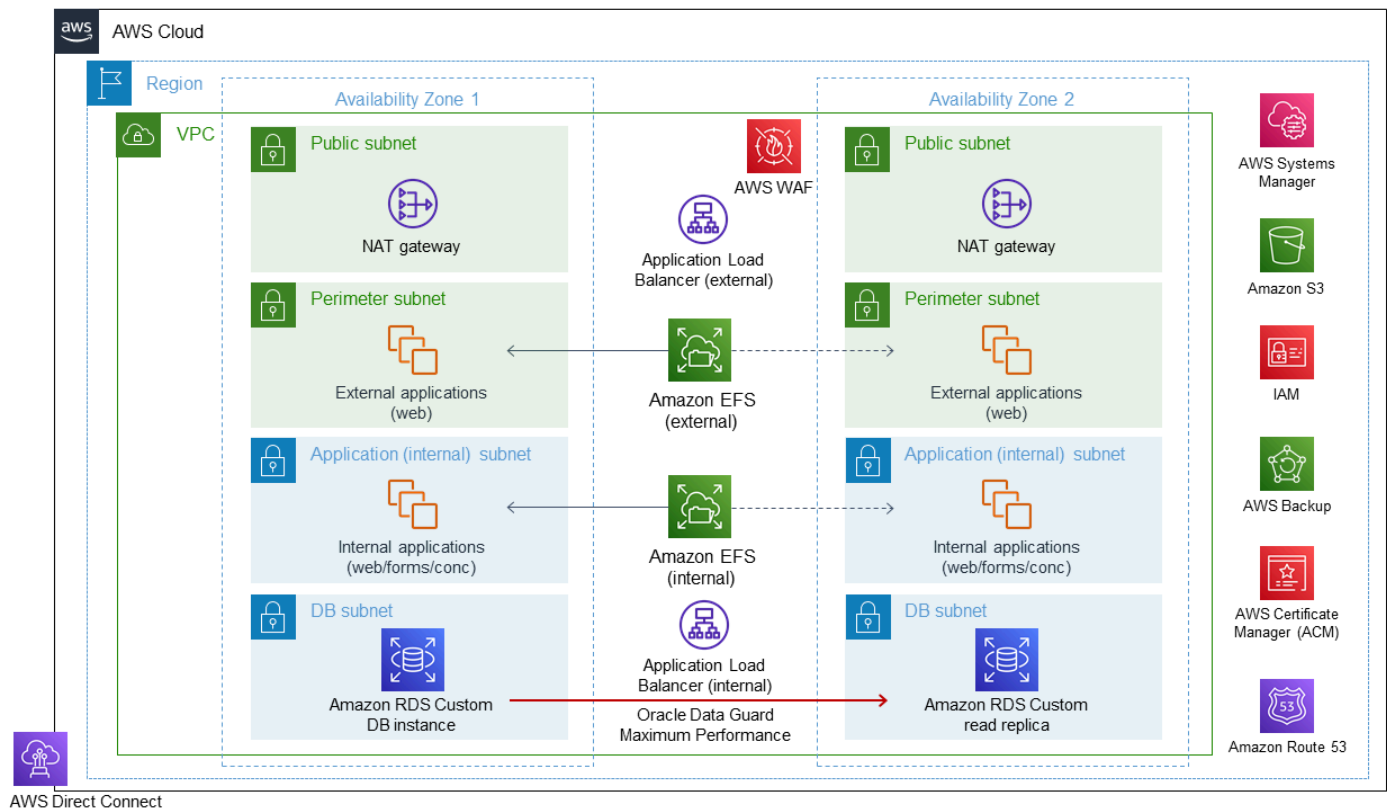 aws
AWS Cloud
Region
Availability Zone 1
Availability Zone 2
VPC
Public subnet
NAT gateway
AWS WAF
Application Load
Balancer (external)
Public subnet
NAT gateway
Perimeter subnet
External applications
(web)
Amazon EFS
(external)
Perimeter subnet
External applications
(web)
Application (internal) subnet
Internal applications
(web/forms/conc)
Amazon EFS
(internal)
Application (internal) subnet
Internal applications
(web/forms/conc)
DB subnet
Amazon RDS Custom
DB instance
Application Load
Balancer (internal)
Oracle Data Guard
Maximum Performance
DB subnet
Amazon RDS Custom
read replica
AWS Systems
Manager
Amazon S3
IAM
AWS Backup
AWS Certificate
Manager (ACM)
53
Amazon Route 53
AWS Direct Connect